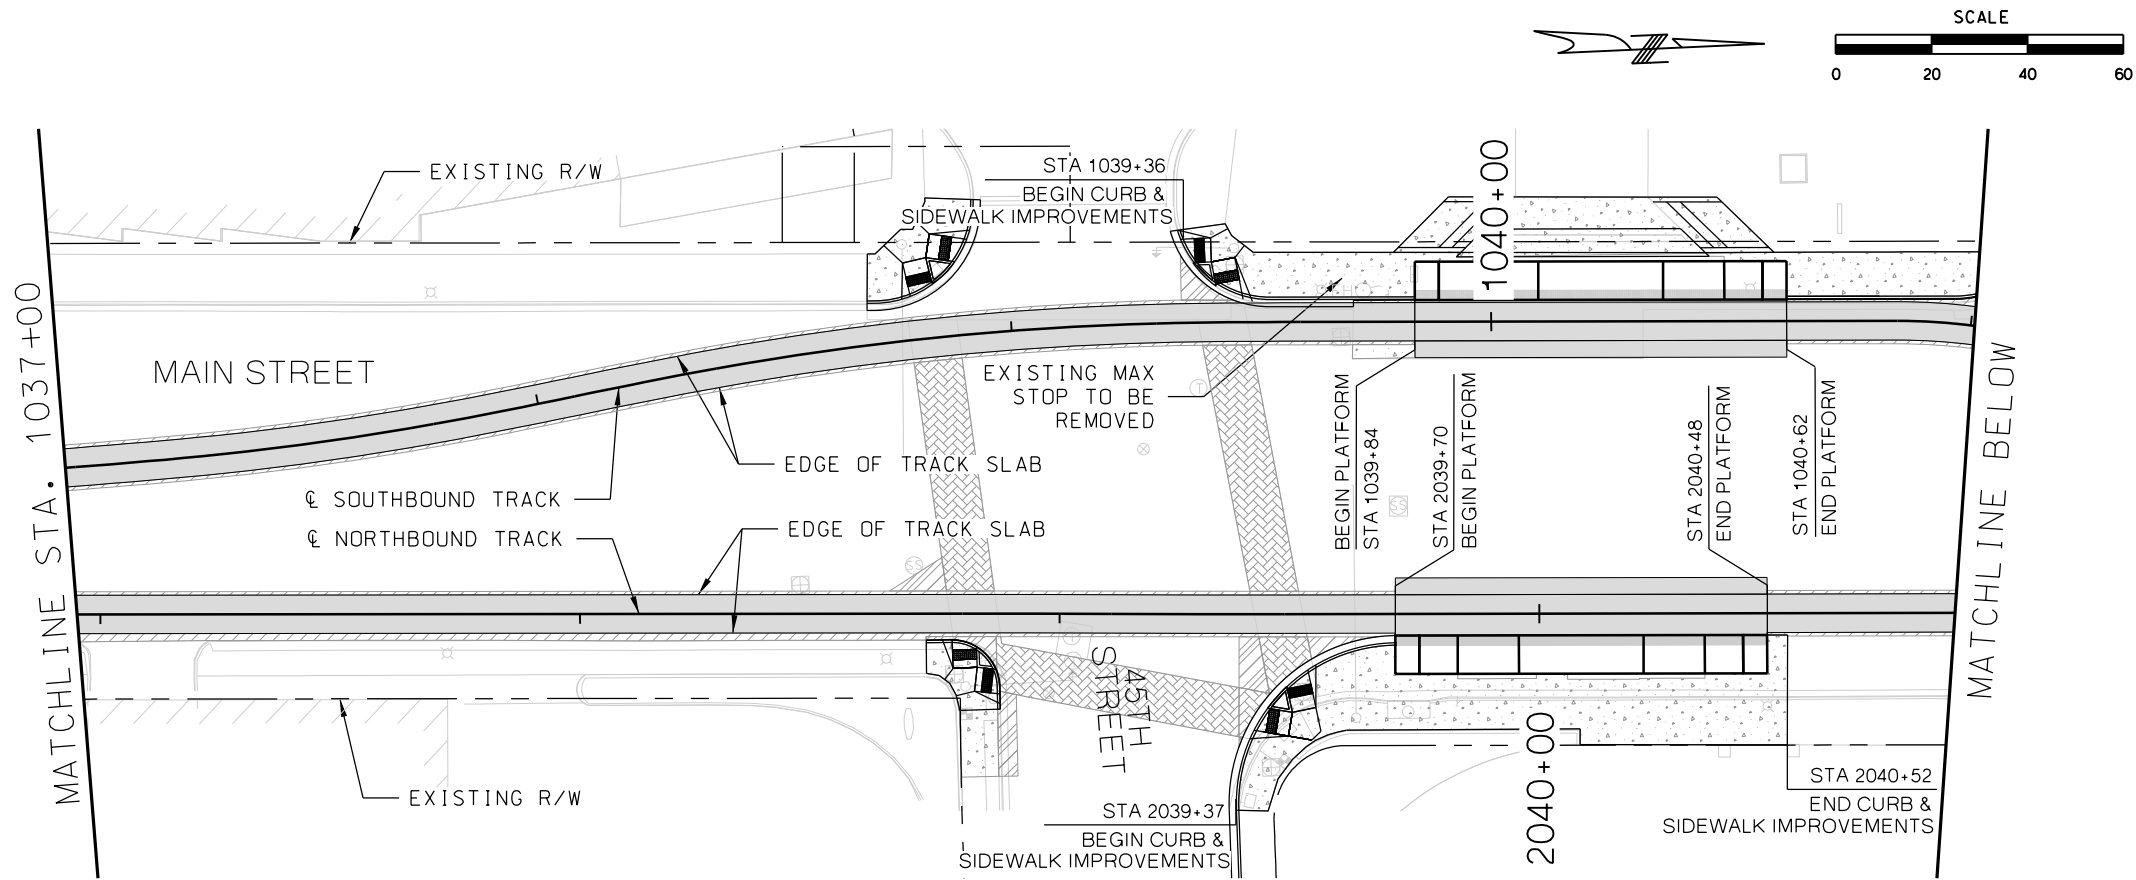 SCALE
0 20 40 60
EXISTING R/W
STA 1039+36
BEGIN CURB &
SIDEWALK IMPROVEMENTS
1040+00
MATCHLINE STA. 1037+00
MAIN STREET
EXISTING MAX
STOP TO BE
REMOVED
EDGE OF TRACK SLAB
℄ SOUTHBOUND TRACK
℄ NORTHBOUND TRACK
EDGE OF TRACK SLAB
BEGIN PLATFORM
STA 1039+84
STA 2039+70
BEGIN PLATFORM
STA 2040+48
END PLATFORM
STA 1040+62
END PLATFORM
MATCHLINE BELOW
T
SS
SS
45TH
STREET
EXISTING R/W
STA 2039+37
BEGIN CURB &
SIDEWALK IMPROVEMENTS
2040+00
STA 2040+52
END CURB &
SIDEWALK IMPROVEMENTS